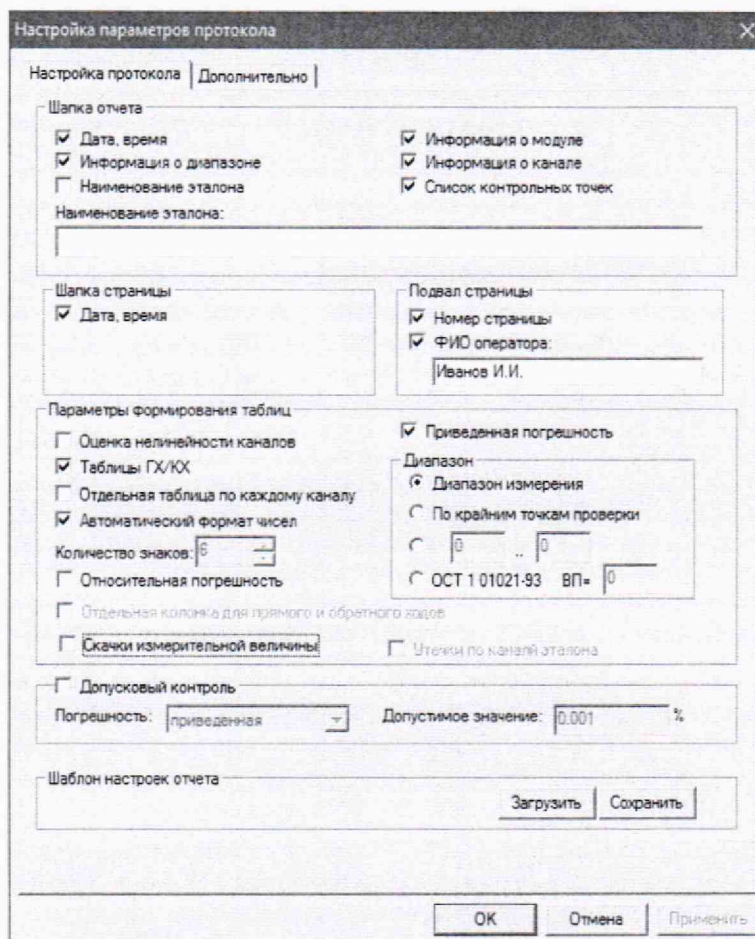 Настройка параметров протокола
Настройка протокола Дополнительно
Шапка отчета
Дата, время Информация о модуле
Информация о диапазоне Информация о канале
Наименование эталона Список контрольных точек
Наименование эталона:
Шапка страницы Подвал страницы
Дата, время Номер страницы
ФИО оператора:
Иванов И.И.
Параметры формирования таблиц
Оценка нелинейности каналов Приведенная погрешность
Таблицы ГХ/КХ Диапазон
Отдельная таблица по каждому каналу Диапазон измерения
Автоматический формат чисел По крайним точкам проверки
Количество знаков: 6 0 .. 0
Относительная погрешность ОСТ 1 01021-93 ВП= 0
Отдельная колонка для прямого и обратного ходов
Скачки измерительной величины Утечки по каналй эталона
Допусковый контроль
Погрешность: приведенная Допустимое значение: 0.001 %
Шаблон настроек отчета
Загрузить Сохранить
OK Отмена Применить